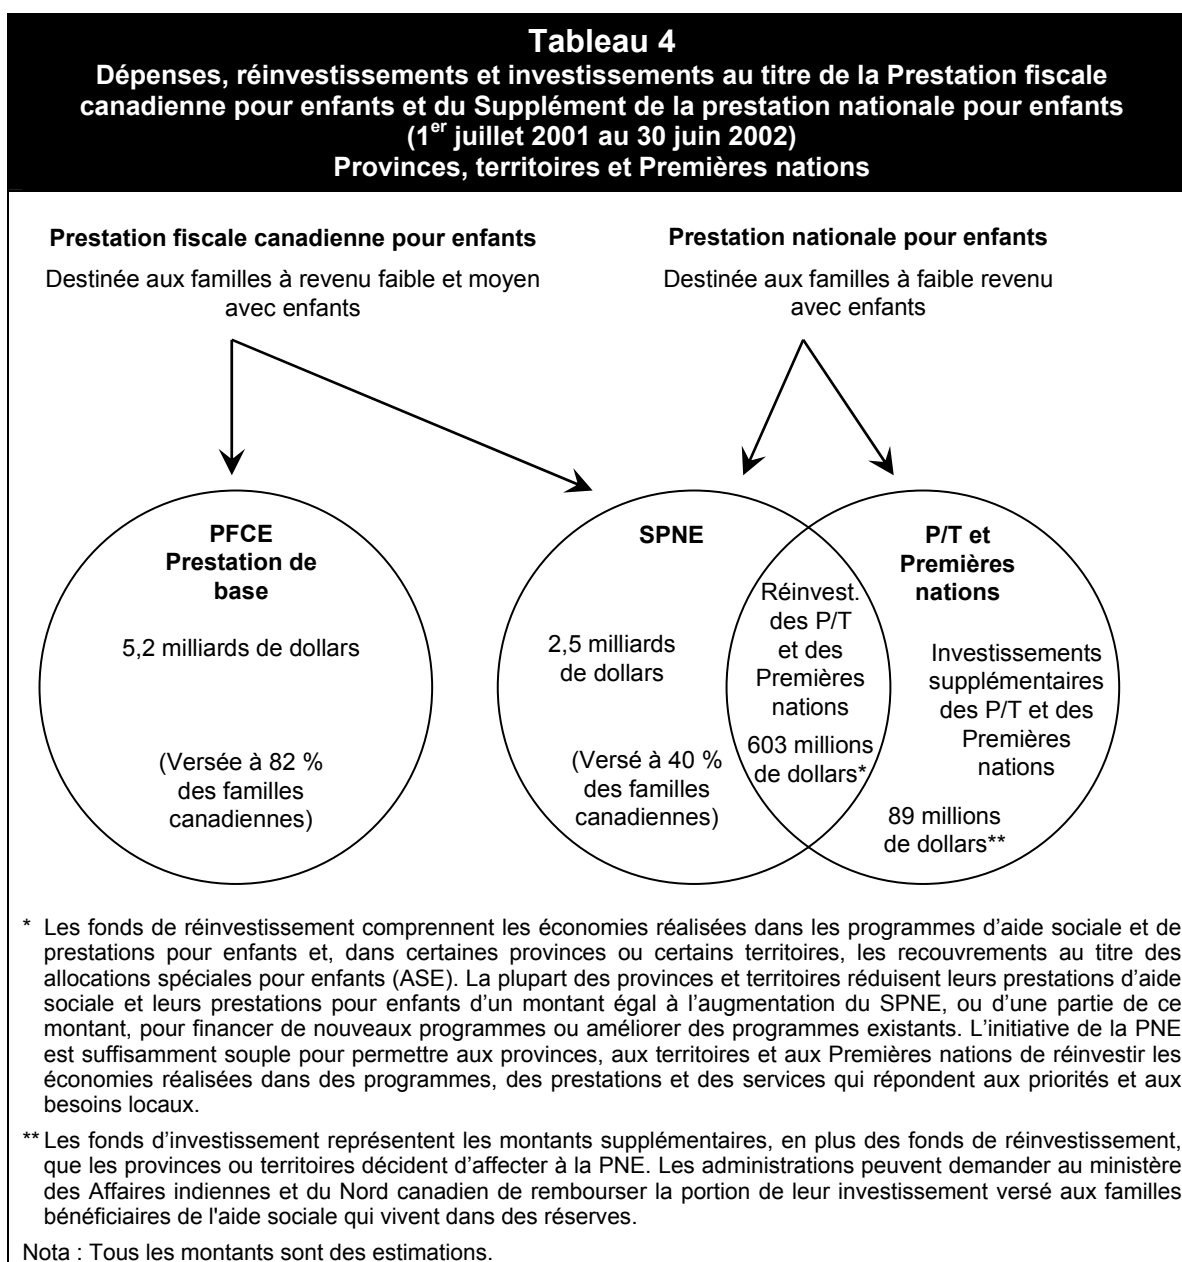 Tableau 4
Dépenses, réinvestissements et investissements au titre de la Prestation fiscale
canadienne pour enfants et du Supplément de la prestation nationale pour enfants
(1er juillet 2001 au 30 juin 2002)
Provinces, territoires et Premières nations
Prestation fiscale canadienne pour enfants
Destinée aux familles à revenu faible et moyen
avec enfants
Prestation nationale pour enfants
Destinée aux familles à faible revenu
avec enfants
PFCE
Prestation de
base
5,2 milliards de dollars
(Versée à 82 %
des familles
canadiennes)
SPNE
2,5 milliards
de dollars
(Versé à 40 %
des familles
canadiennes)
Réinvest.
des P/T
et des
Premières
nations
603 millions
de dollars*
P/T et
Premières
nations
Investissements
supplémentaires
des P/T et des
Premières
nations
89 millions
de dollars**
* Les fonds de réinvestissement comprennent les économies réalisées dans les programmes d’aide sociale et de
prestations pour enfants et, dans certaines provinces ou certains territoires, les recouvrements au titre des
allocations spéciales pour enfants (ASE). La plupart des provinces et territoires réduisent leurs prestations d’aide
sociale et leurs prestations pour enfants d’un montant égal à l’augmentation du SPNE, ou d’une partie de ce
montant, pour financer de nouveaux programmes ou améliorer des programmes existants. L’initiative de la PNE
est suffisamment souple pour permettre aux provinces, aux territoires et aux Premières nations de réinvestir les
économies réalisées dans des programmes, des prestations et des services qui répondent aux priorités et aux
besoins locaux.
** Les fonds d’investissement représentent les montants supplémentaires, en plus des fonds de réinvestissement,
que les provinces ou territoires décident d’affecter à la PNE. Les administrations peuvent demander au ministère
des Affaires indiennes et du Nord canadien de rembourser la portion de leur investissement versé aux familles
bénéficiaires de l'aide sociale qui vivent dans des réserves.
Nota : Tous les montants sont des estimations.